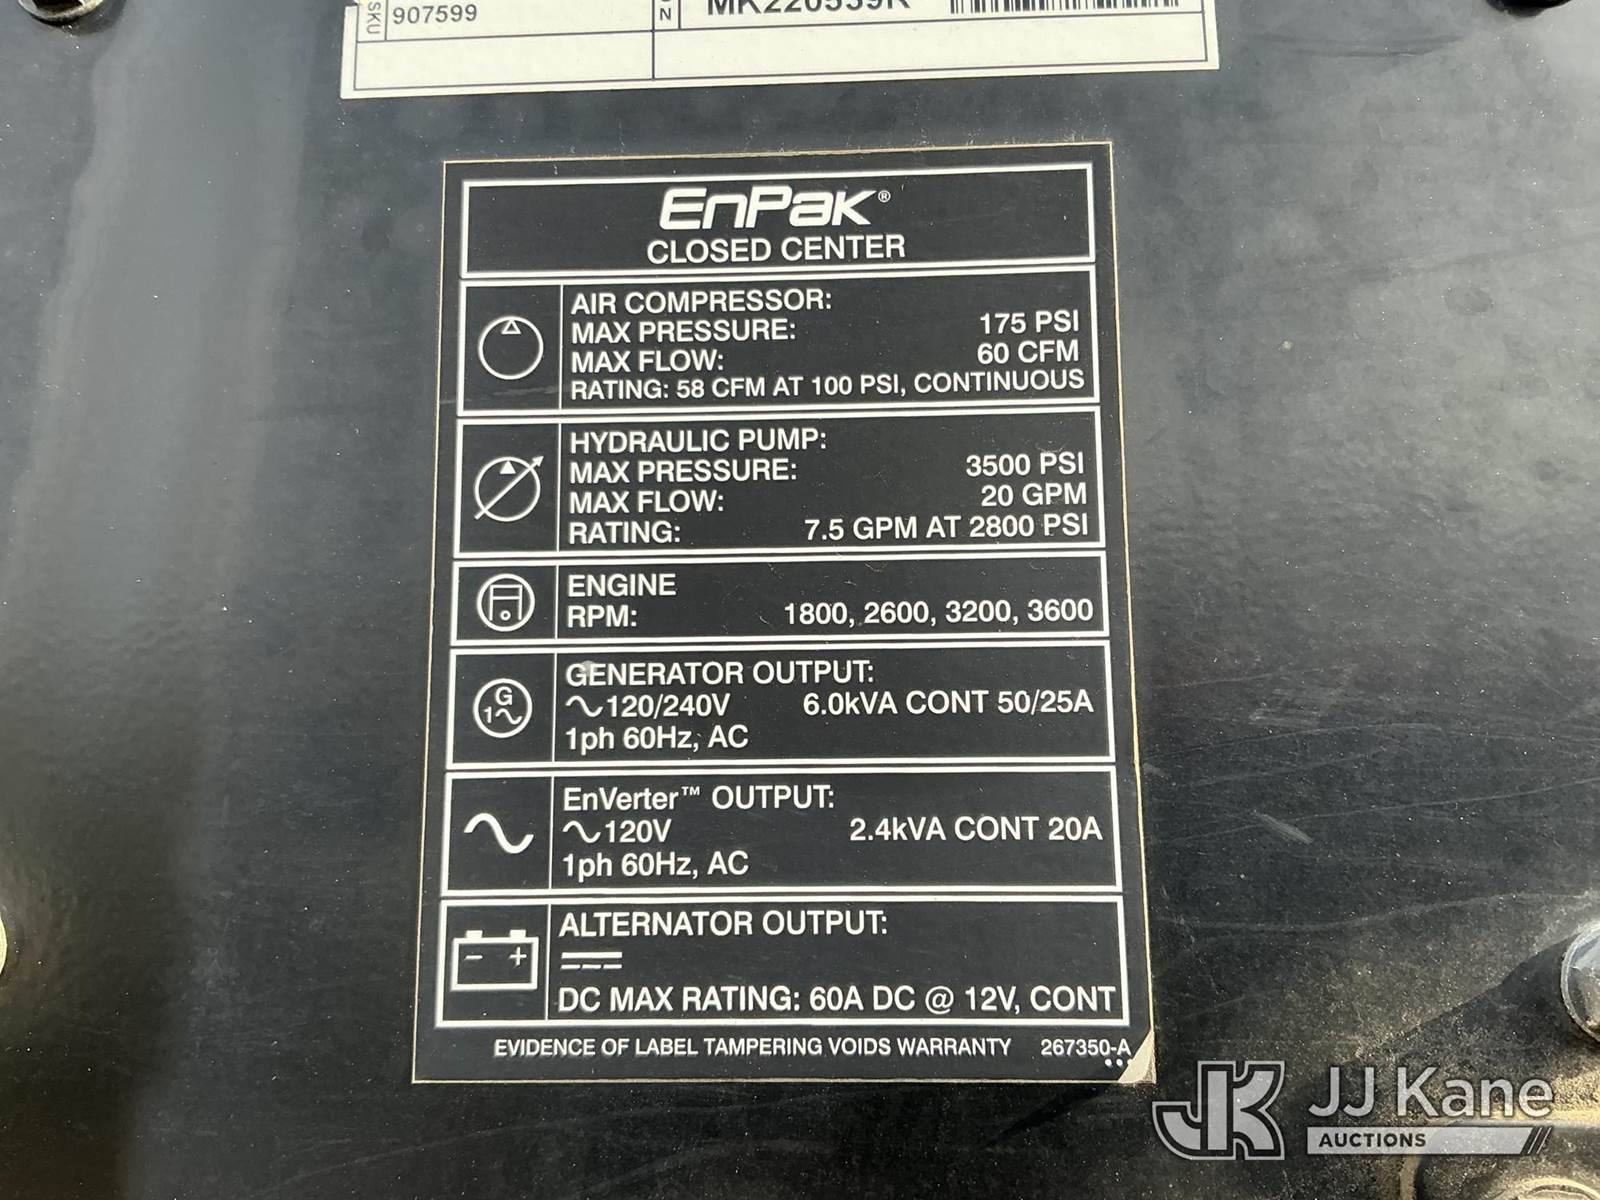 SKU 907599
EnPak®
CLOSED CENTER
AIR COMPRESSOR:
MAX PRESSURE: 175 PSI
MAX FLOW: 60 CFM
RATING: 58 CFM AT 100 PSI, CONTINUOUS
HYDRAULIC PUMP:
MAX PRESSURE: 3500 PSI
MAX FLOW: 20 GPM
RATING: 7.5 GPM AT 2800 PSI
ENGINE
RPM: 1800, 2600, 3200, 3600
G
1
GENERATOR OUTPUT:
~120/240V 6.0kVA CONT 50/25A
1ph 60Hz, AC
EnVerter™ OUTPUT:
~120V 2.4kVA CONT 20A
1ph 60Hz, AC
- +
ALTERNATOR OUTPUT:
DC MAX RATING: 60A DC @ 12V, CONT
EVIDENCE OF LABEL TAMPERING VOIDS WARRANTY 267350-A
JK JJ Kane
AUCTIONS